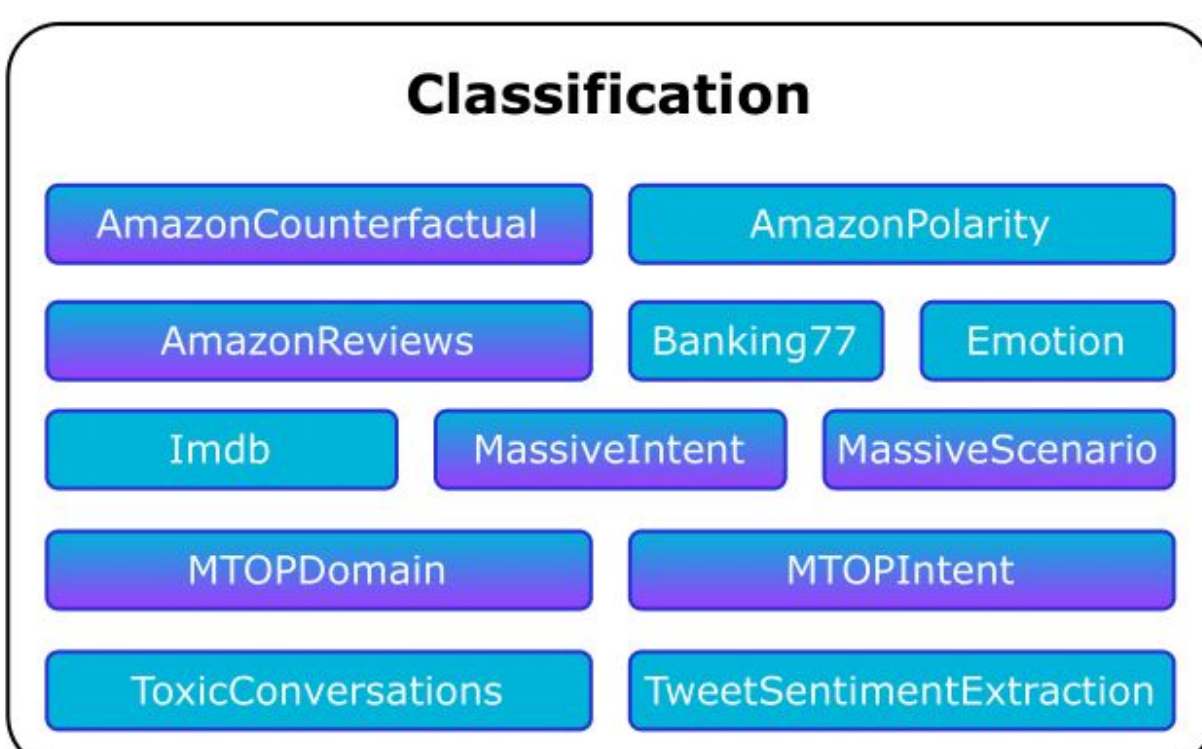 Classification
AmazonCounterfactual
AmazonPolarity
AmazonReviews
Banking77
Emotion
Imdb
MassiveIntent
MassiveScenario
MTOPDomain
MTOPIntent
ToxicConversations
TweetSentimentExtraction